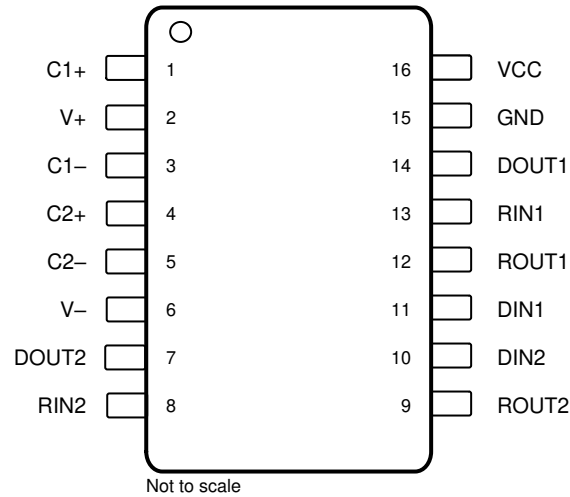 C1+ 1 16 VCC
V+ 2 15 GND
C1− 3 14 DOUT1
C2+ 4 13 RIN1
C2− 5 12 ROUT1
V− 6 11 DIN1
DOUT2 7 10 DIN2
RIN2 8 9 ROUT2
Not to scale